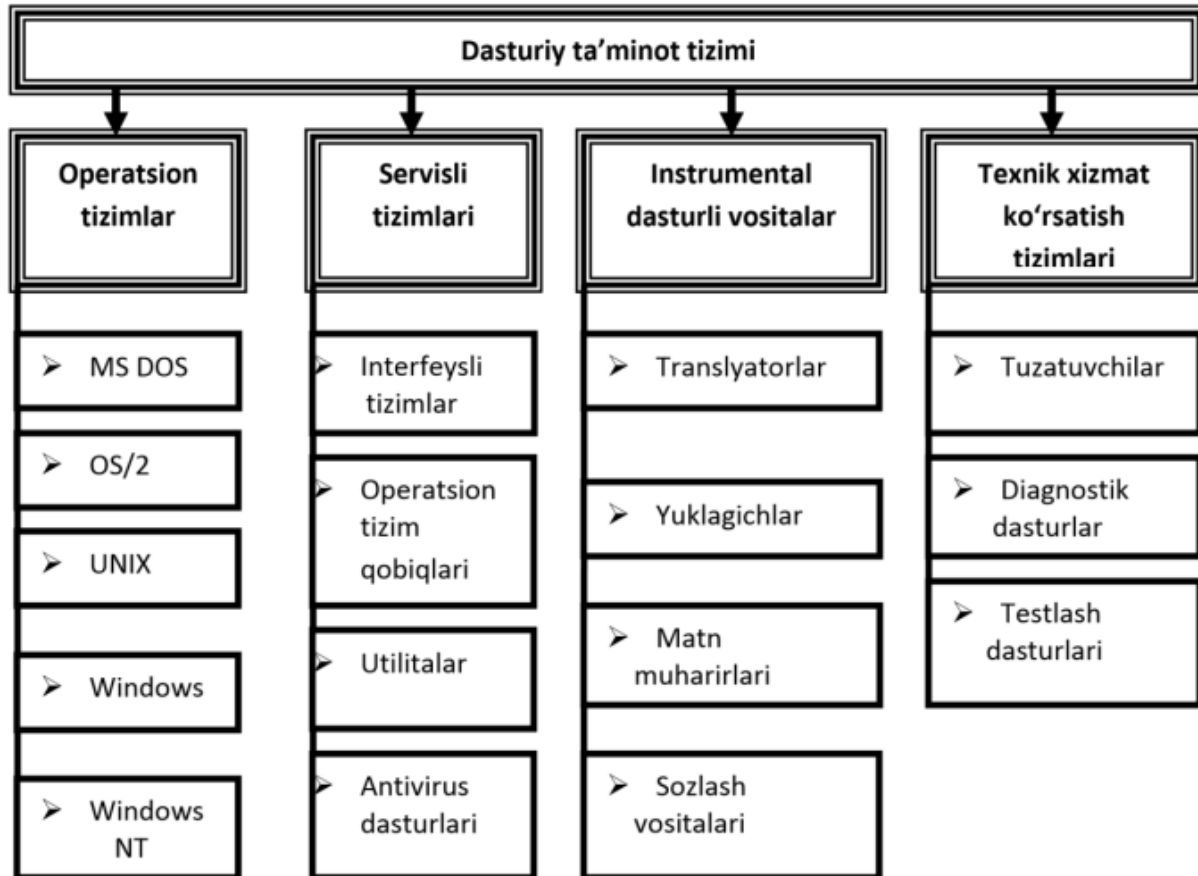 Dasturiy ta’minot tizimi
Operatsion
tizimlar
MS DOS
OS/2
UNIX
Windows
Windows
NT
Servisli
tizimlari
Interfeysli
tizimlar
Operatsion
tizim
qobiqlari
Utilitalar
Antivirus
dasturlari
Instrumental
dasturli vositalar
Translyatorlar
Yuklagichlar
Matn
muharirlari
Sozlash
vositalari
Texnik xizmat
ko‘rsatish
tizimlari
Tuzatuvchilar
Diagnostik
dasturlar
Testlash
dasturlari